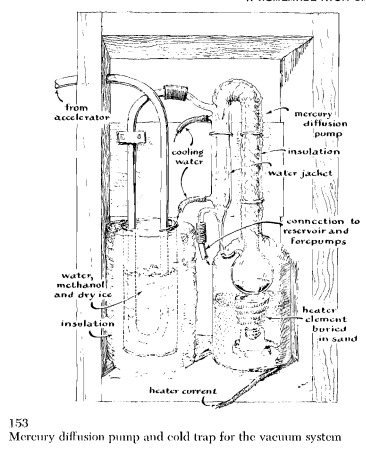 from
accelerator
cooling
water
mercury
diffusion
pump
insulation
water jacket
connection to
reservoir and
forepumps
water,
methanol
and dry ice
insulation
heater
element
buried
in sand
heater current
153
Mercury diffusion pump and cold trap for the vacuum system